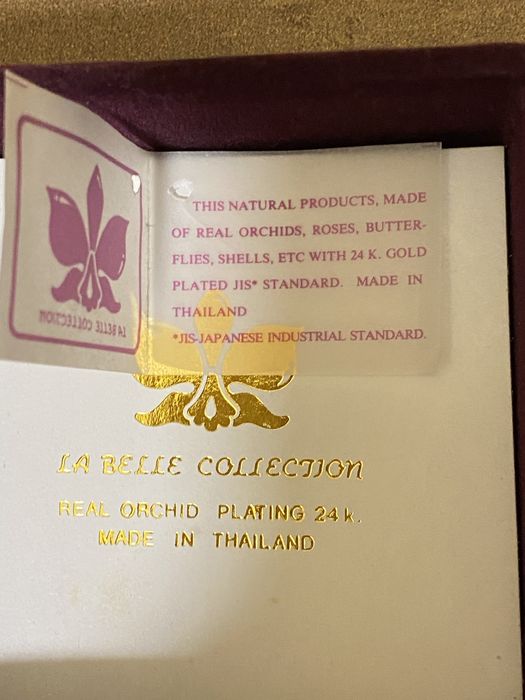 LA BELLE COLLECTION
THIS NATURAL PRODUCTS, MADE
OF REAL ORCHIDS, ROSES, BUTTER-
FLIES, SHELLS, ETC WITH 24 K. GOLD
PLATED JIS* STANDARD. MADE IN
THAILAND
*JIS-JAPANESE INDUSTRIAL STANDARD.
LA BELLE COLLECTION
REAL ORCHID PLATING 24 k.
MADE IN THAILAND